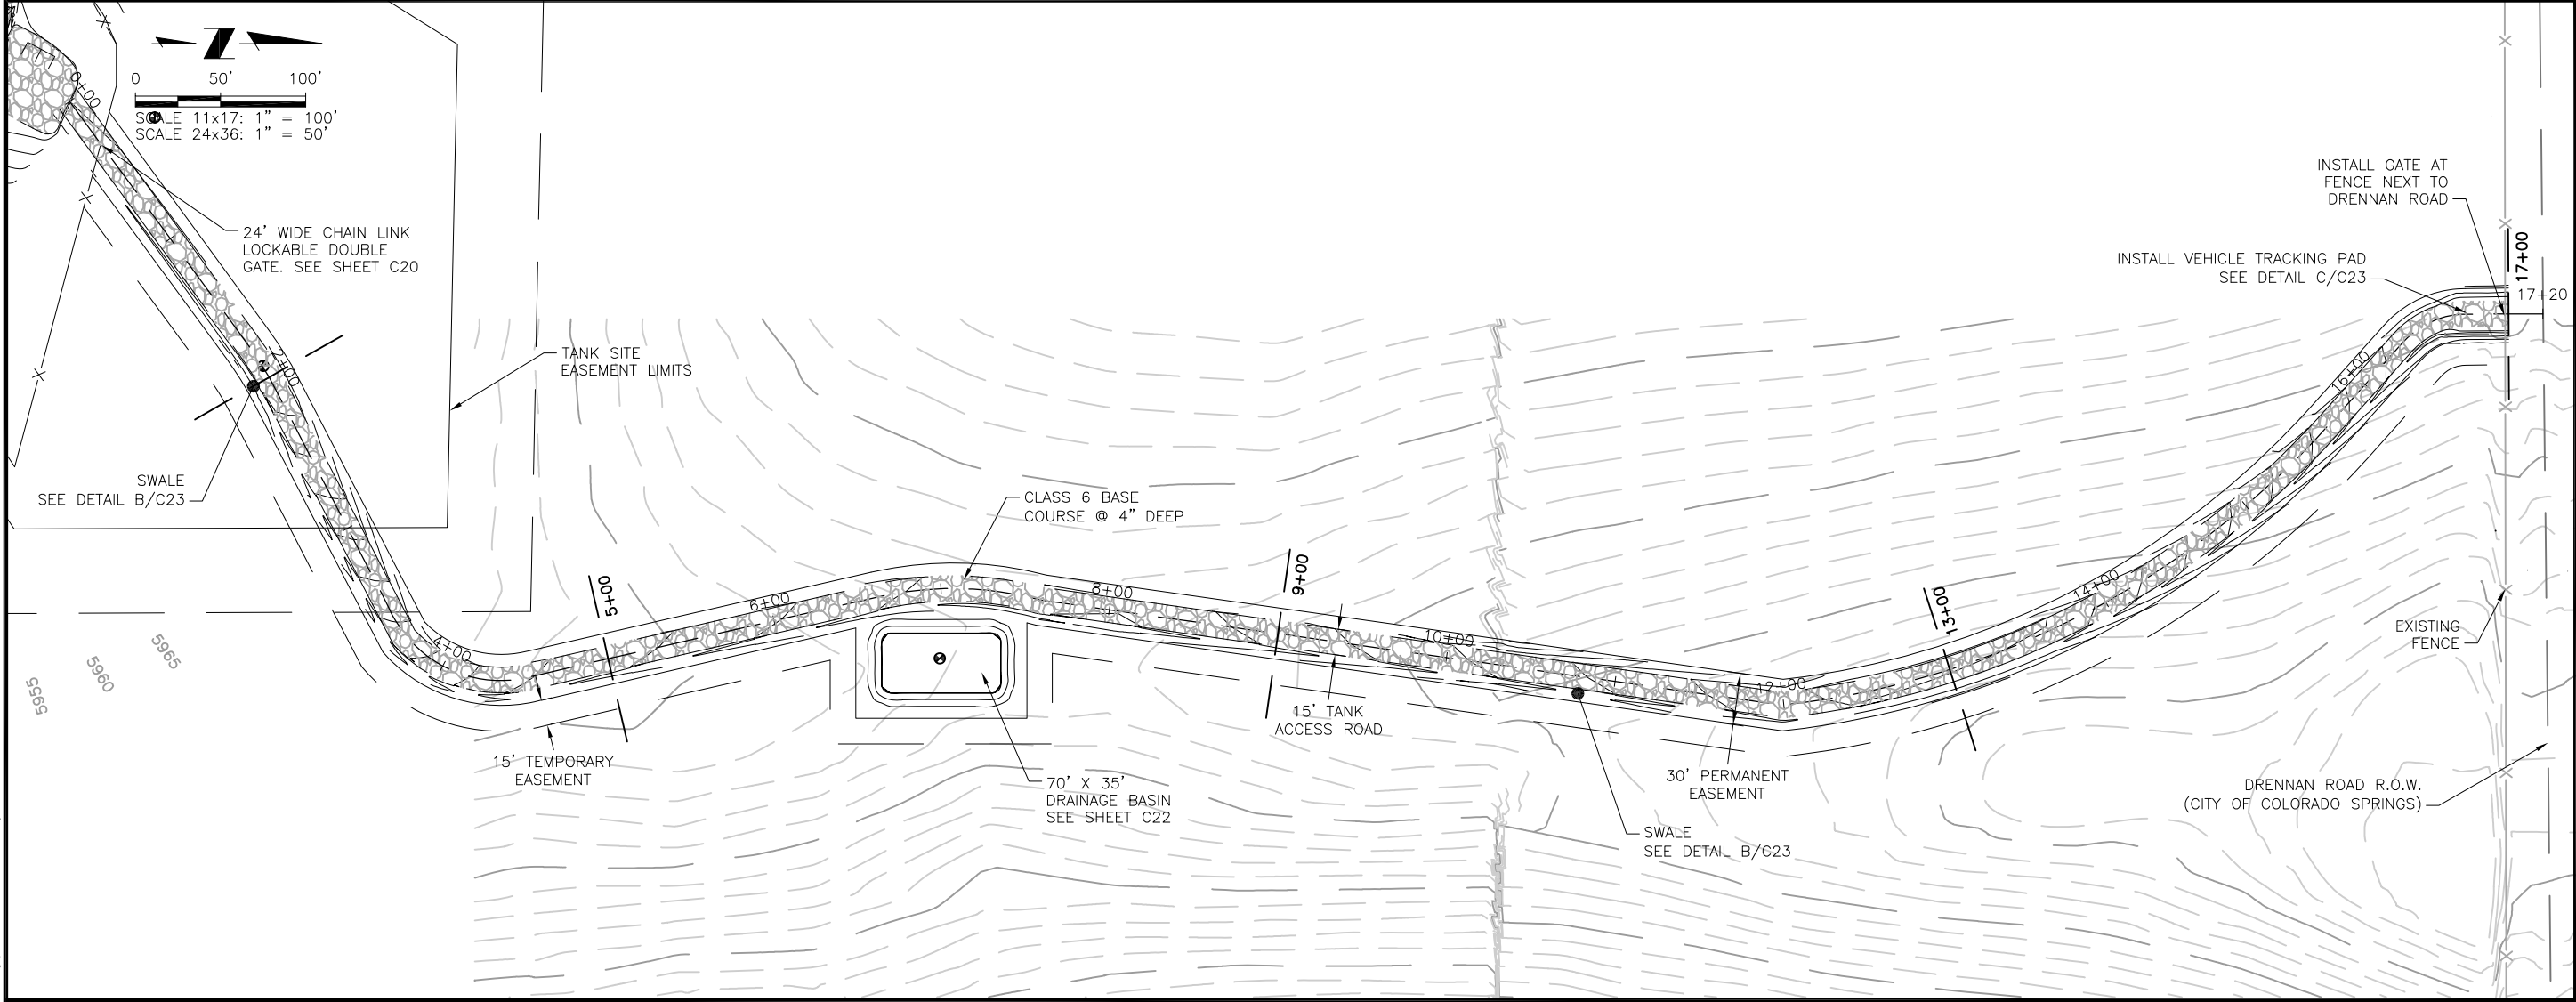 0 50' 100'
SCALE 11x17: 1" = 100'
SCALE 24x36: 1" = 50'
0+00
24' WIDE CHAIN LINK
LOCKABLE DOUBLE
GATE. SEE SHEET C20
2+00
TANK SITE
EASEMENT LIMITS
SWALE
SEE DETAIL B/C23
CLASS 6 BASE
COURSE @ 4" DEEP
4+00
5+00
6+00
8+00
9+00
10+00
12+00
13+00
14+00
16+00
17+00
17+20
INSTALL GATE AT
FENCE NEXT TO
DRENNAN ROAD
INSTALL VEHICLE TRACKING PAD
SEE DETAIL C/C23
EXISTING
FENCE
5965
5960
5955
15' TEMPORARY
EASEMENT
70' X 35'
DRAINAGE BASIN
SEE SHEET C22
15' TANK
ACCESS ROAD
30' PERMANENT
EASEMENT
SWALE
SEE DETAIL B/C23
DRENNAN ROAD R.O.W.
(CITY OF COLORADO SPRINGS)